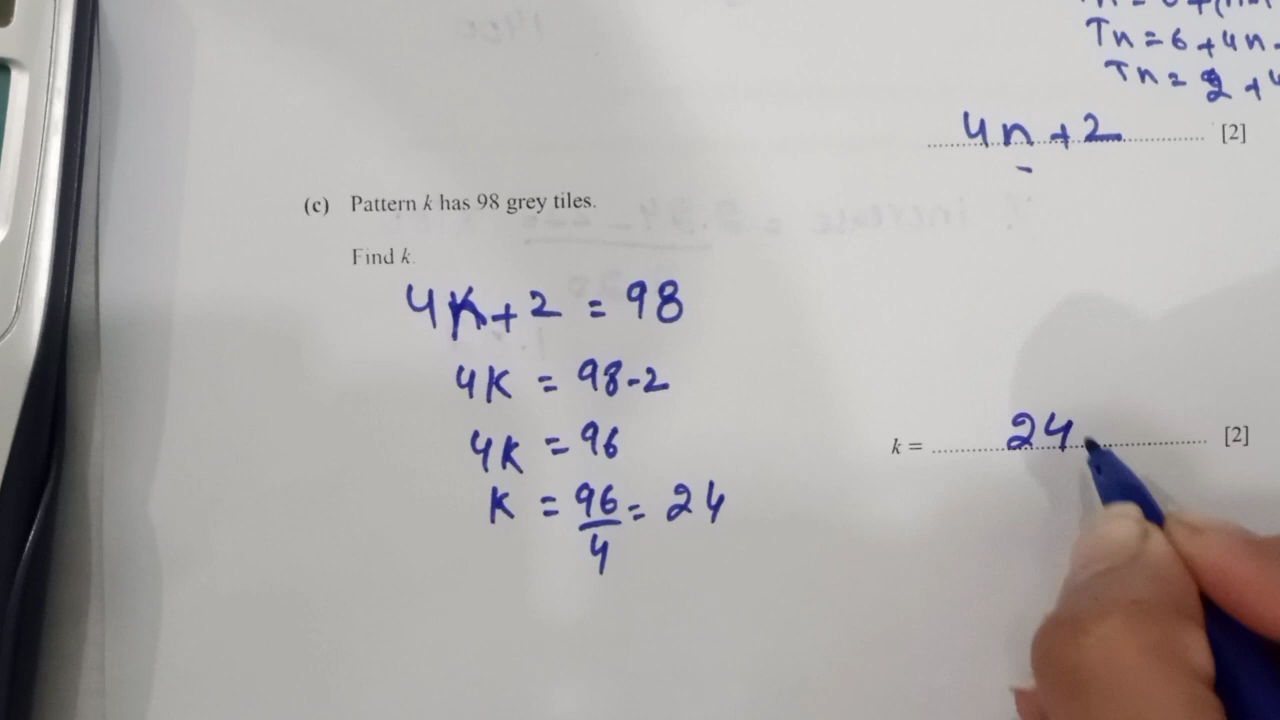 Tn = 6 + 4n
Tn = 2 + 4
4n + 2 [2]
(c) Pattern k has 98 grey tiles.
Find k.
4K + 2 = 98
4K = 98 - 2
4K = 96
K = 96/4 = 24
k = 24 [2]